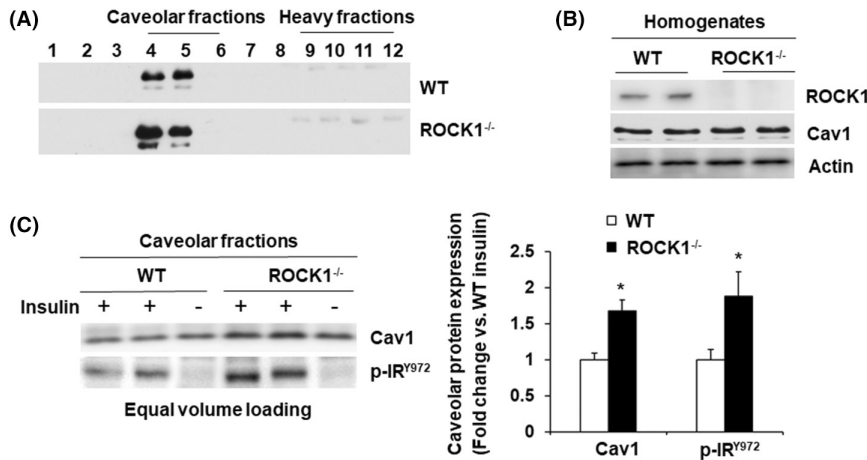 (A)
Caveolar fractions Heavy fractions
1 2 3 4 5 6 7 8 9 10 11 12
WT
ROCK1-/-
(B)
Homogenates
WT ROCK1-/-
ROCK1
Cav1
Actin
(C)
Caveolar fractions
WT ROCK1-/-
Insulin + + - + + -
Cav1
p-IRY972
Equal volume loading
Caveolar protein expression
(Fold change vs. WT insulin)
WT
ROCK1-/-
2.5
2
1.5
1
0.5
0
* *
Cav1 p-IRY972